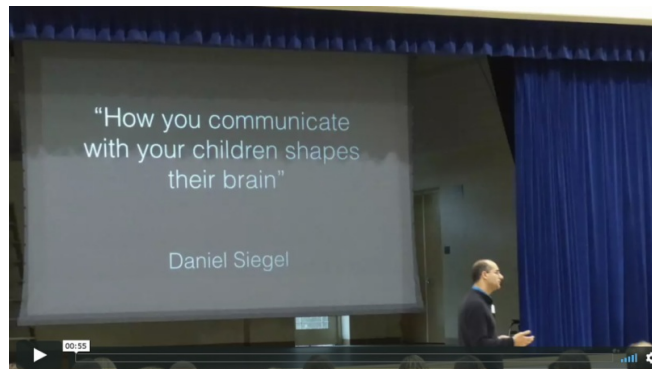 “How you communicate
with your children shapes
their brain”
Daniel Siegel
00:55